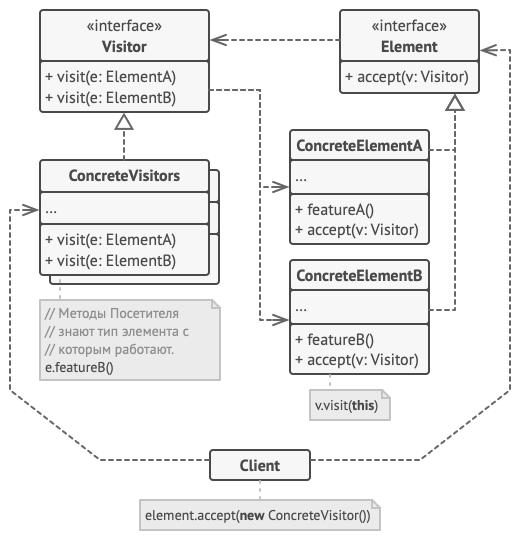 «interface»
Visitor
+ visit(e: ElementA)
+ visit(e: ElementB)
«interface»
Element
+ accept(v: Visitor)
ConcreteVisitors
...
+ visit(e: ElementA)
+ visit(e: ElementB)
// Методы Посетителя
// знают тип элемента с
// которым работают.
e.featureB()
ConcreteElementA
...
+ featureA()
+ accept(v: Visitor)
ConcreteElementB
...
+ featureB()
+ accept(v: Visitor)
v.visit(this)
Client
element.accept(new ConcreteVisitor())